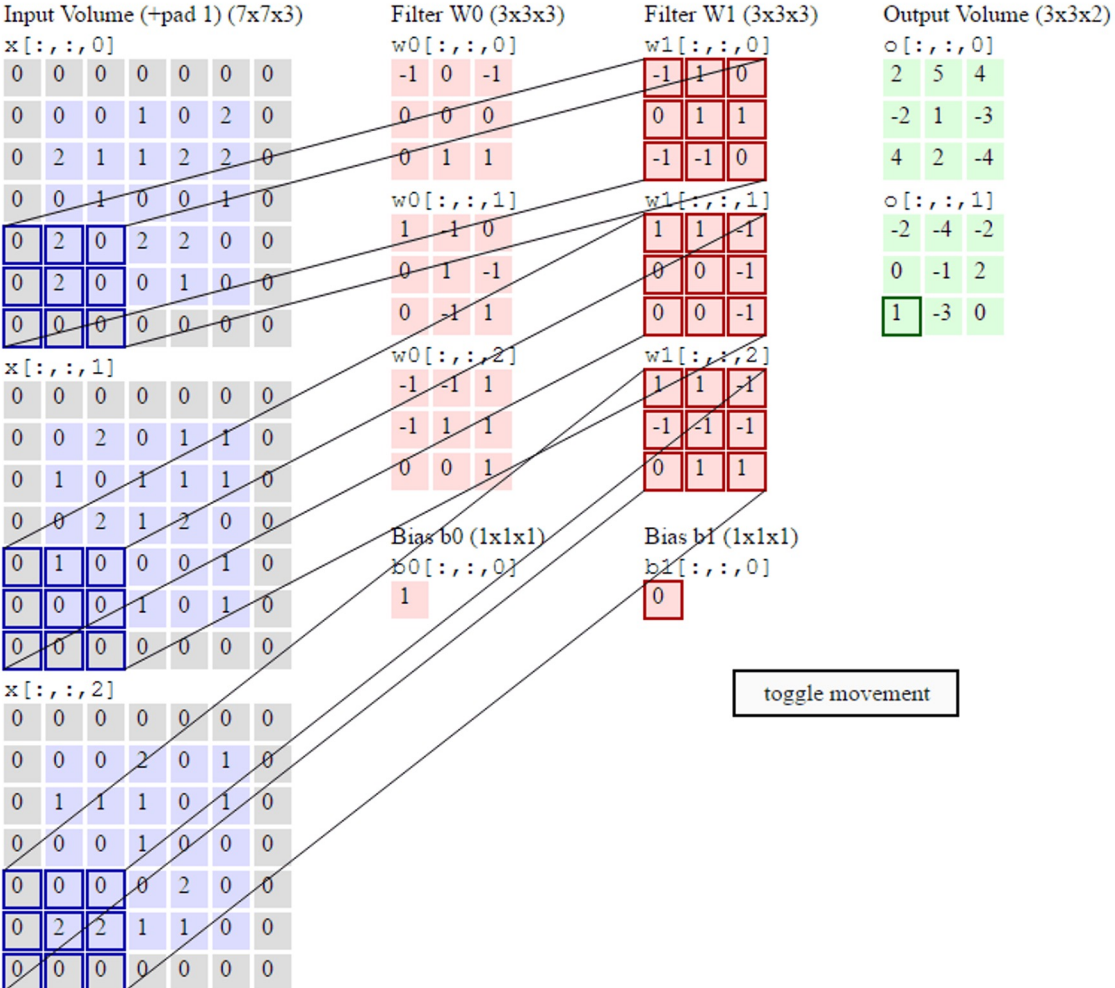 Input Volume (+pad 1) (7x7x3)
x[:,:,0]
0 0 0 0 0 0 0
0 0 0 1 0 2 0
0 2 1 1 2 2 0
0 0 1 0 0 1 0
0 2 0 2 2 0 0
0 2 0 0 1 0 0
0 0 0 0 0 0 0
x[:,:,1]
0 0 0 0 0 0 0
0 0 2 0 1 1 0
0 1 0 1 1 1 0
0 0 2 1 2 0 0
0 1 0 0 0 1 0
0 0 0 1 0 1 0
0 0 0 0 0 0 0
x[:,:,2]
0 0 0 0 0 0 0
0 0 0 2 0 1 0
0 1 1 1 0 1 0
0 0 0 1 0 0 0
0 0 0 0 2 0 0
0 2 2 1 1 0 0
0 0 0 0 0 0 0
Filter W0 (3x3x3)
w0[:,:,0]
-1 0 -1
0 0 0
0 1 1
w0[:,:,1]
1 -1 0
0 1 -1
0 -1 1
w0[:,:,2]
-1 -1 1
-1 1 1
0 0 1
Bias b0 (1x1x1)
b0[:,:,0]
1
Filter W1 (3x3x3)
w1[:,:,0]
-1 1 0
0 1 1
-1 -1 0
w1[:,:,1]
1 1 -1
0 0 -1
0 0 -1
w1[:,:,2]
1 1 -1
-1 -1 -1
0 1 1
Bias b1 (1x1x1)
b1[:,:,0]
0
Output Volume (3x3x2)
o[:,:,0]
2 5 4
-2 1 -3
4 2 -4
o[:,:,1]
-2 -4 -2
0 -1 2
1 -3 0
toggle movement